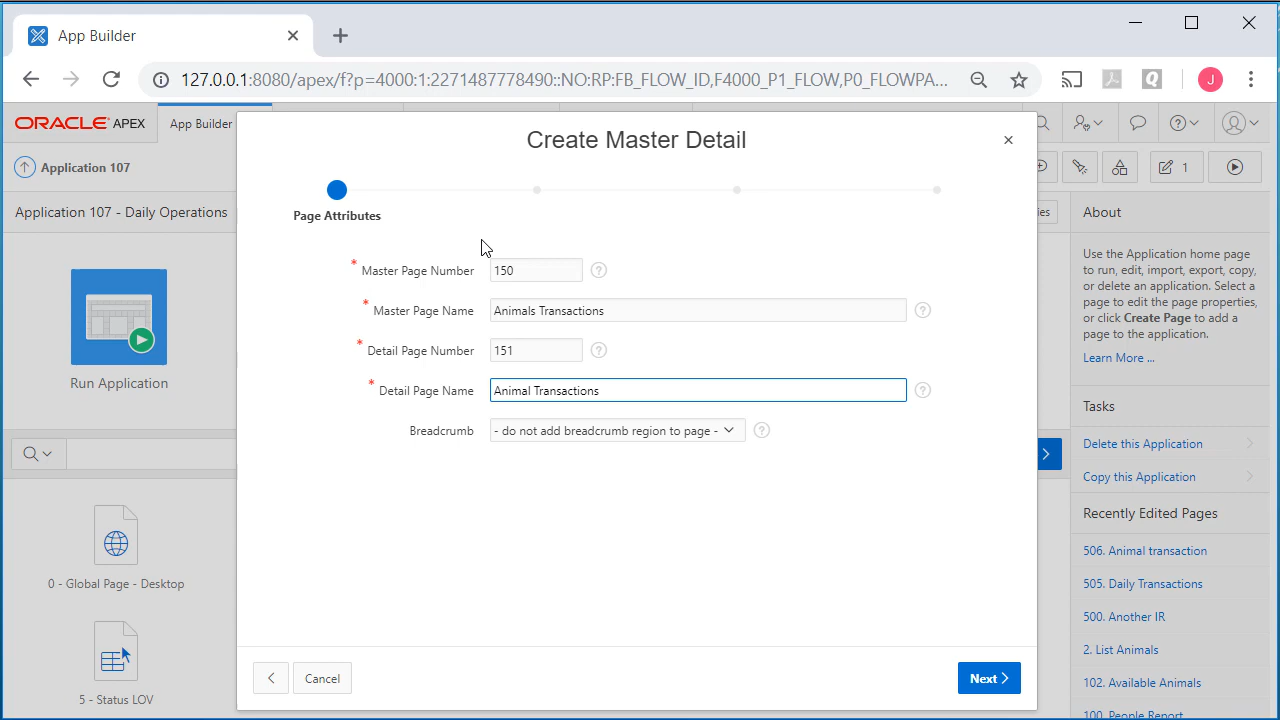 App Builder
127.0.0.1:8080/apex/f?p=4000:1:2271487778490::NO:RP:FB_FLOW_ID,F4000_P1_FLOW,P0_FLOWPA...
Q
J
ORACLE APEX
App Builder
Create Master Detail
Application 107
1
Application 107 - Daily Operations
Page Attributes
ies
About
Use the Application home page
to run, edit, import, export, copy,
or delete an application. Select a
page to edit the page properties,
or click Create Page to add a
page to the application.
Learn More ...
* Master Page Number 150 ?
* Master Page Name Animals Transactions ?
* Detail Page Number 151 ?
* Detail Page Name Animal Transactions ?
Breadcrumb - do not add breadcrumb region to page - ?
Run Application
Tasks
Delete this Application
Copy this Application
Recently Edited Pages
506. Animal transaction
505. Daily Transactions
500. Another IR
2. List Animals
102. Available Animals
100. People Report
0 - Global Page - Desktop
5 - Status LOV
Cancel
Next